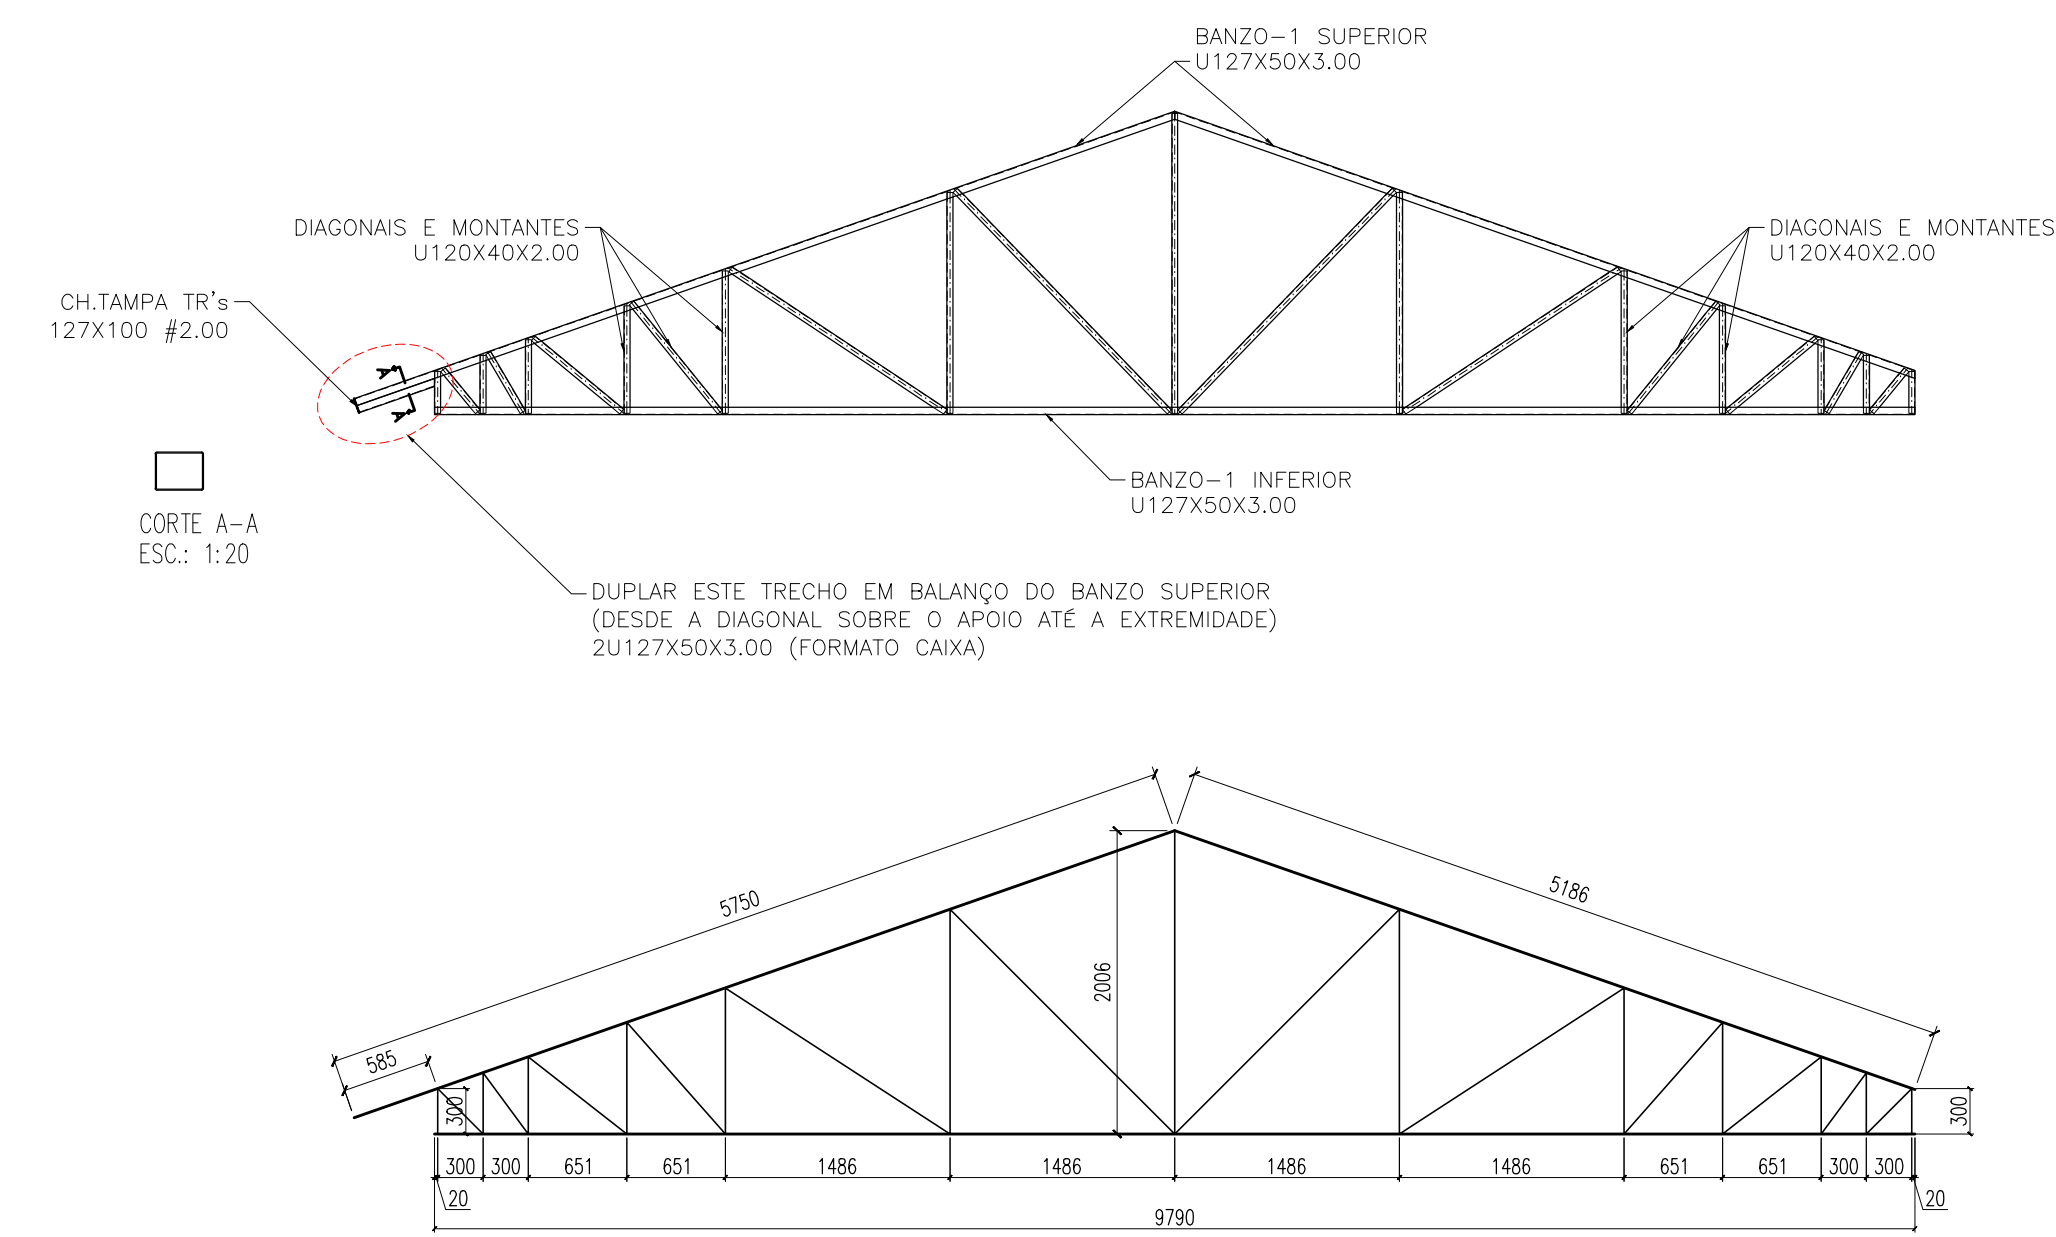 BANZO-1 SUPERIOR
U127X50X3.00
DIAGONAIS E MONTANTES
U120X40X2.00
DIAGONAIS E MONTANTES
U120X40X2.00
CH.TAMPA TR's
127X100 #2.00
A
A
BANZO-1 INFERIOR
U127X50X3.00
CORTE A-A
ESC.: 1:20
DUPLAR ESTE TRECHO EM BALANÇO DO BANZO SUPERIOR
(DESDE A DIAGONAL SOBRE O APOIO ATÉ A EXTREMIDADE)
2U127X50X3.00 (FORMATO CAIXA)
5750
5186
2006
585
300
300
300 300 651 651 1486 1486 1486 1486 651 651 300 300
20 20
9790